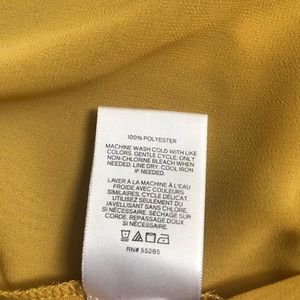 100% POLYESTER
MACHINE WASH COLD WITH LIKE
COLORS. GENTLE CYCLE. ONLY
NON-CHLORINE BLEACH WHEN
NEEDED. LINE DRY. COOL IRON
IF NEEDED.
LAVER À LA MACHINE À L'EAU
FROIDE AVEC COULEURS
SIMILAIRES. CYCLE DÉLICAT.
UTILISEZ SEULEMENT DU
JAVELLISANT SANS CHLORE
SI NÉCESSAIRE. SÉCHAGE SUR
CORDE. REPASSAGE DOUX,
SI NÉCESSAIRE.
RN# 55285